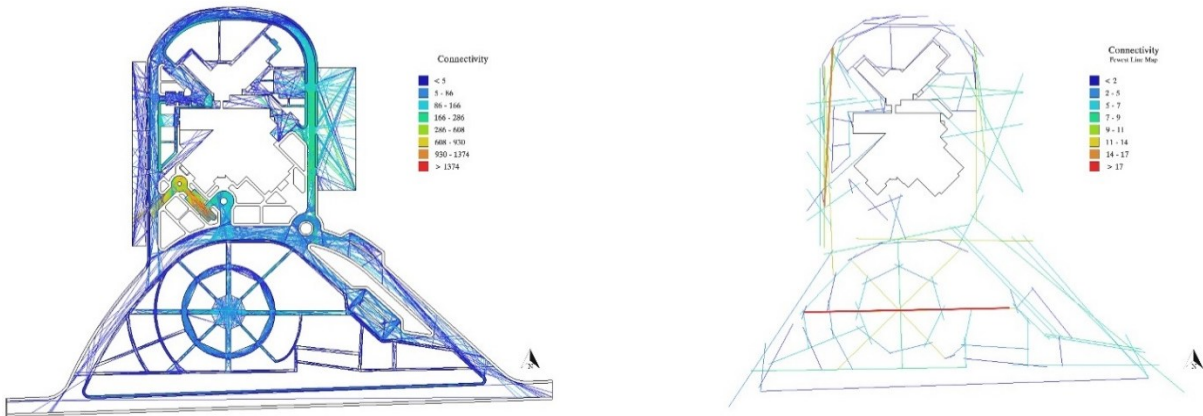 Connectivity
< 5
5 - 86
86 - 166
166 - 286
286 - 608
608 - 930
930 - 1374
> 1374
Connectivity
Fewest Line Map
< 2
2 - 5
5 - 7
7 - 9
9 - 11
11 - 14
14 - 17
> 17